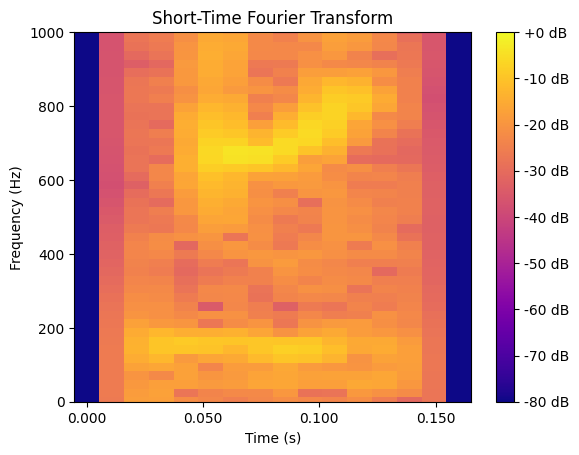 Short-Time Fourier Transform
1000
800
600
400
200
0
Frequency (Hz)
0.000
0.050
0.100
0.150
Time (s)
+0 dB
-10 dB
-20 dB
-30 dB
-40 dB
-50 dB
-60 dB
-70 dB
-80 dB